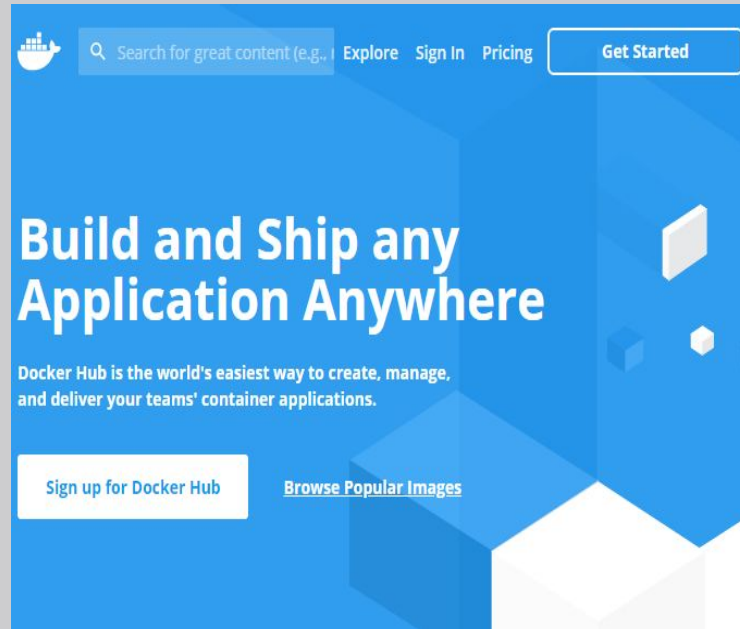 Search for great content (e.g.,
Explore
Sign In
Pricing
Get Started
Build and Ship any
Application Anywhere
Docker Hub is the world's easiest way to create, manage,
and deliver your teams' container applications.
Sign up for Docker Hub
Browse Popular Images